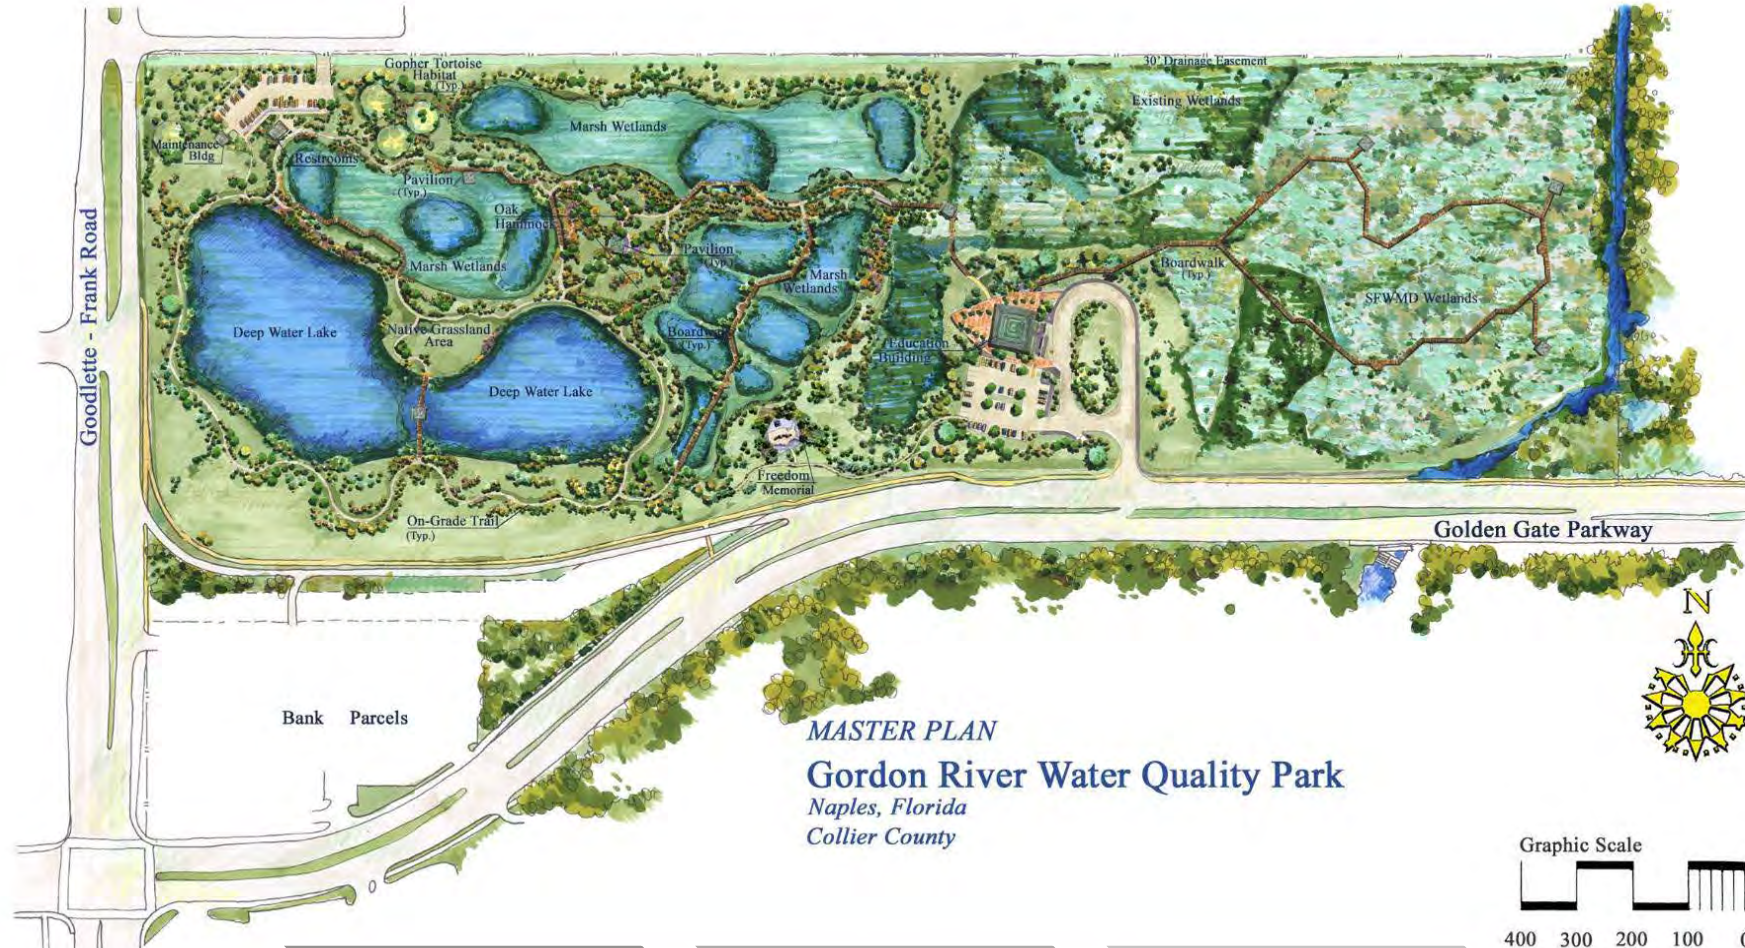 Gopher Tortoise
Habitat
(Typ.)
30' Drainage Easement
Existing Wetlands
Marsh Wetlands
Maintenance
Bldg
Restrooms
Pavilion
(Typ.)
Oak
Hammock
Goodlette - Frank Road
Marsh Wetlands
Pavilion
(Typ.)
Marsh
Wetlands
Boardwalk
(Typ.)
SFWMD Wetlands
Deep Water Lake
Native Grassland
Area
Boardwalk
(Typ.)
Education
Building
Deep Water Lake
Freedom
Memorial
On-Grade Trail
(Typ.)
Golden Gate Parkway
N
Bank Parcels
MASTER PLAN
Gordon River Water Quality Park
Naples, Florida
Collier County
Graphic Scale
400 300 200 100 0